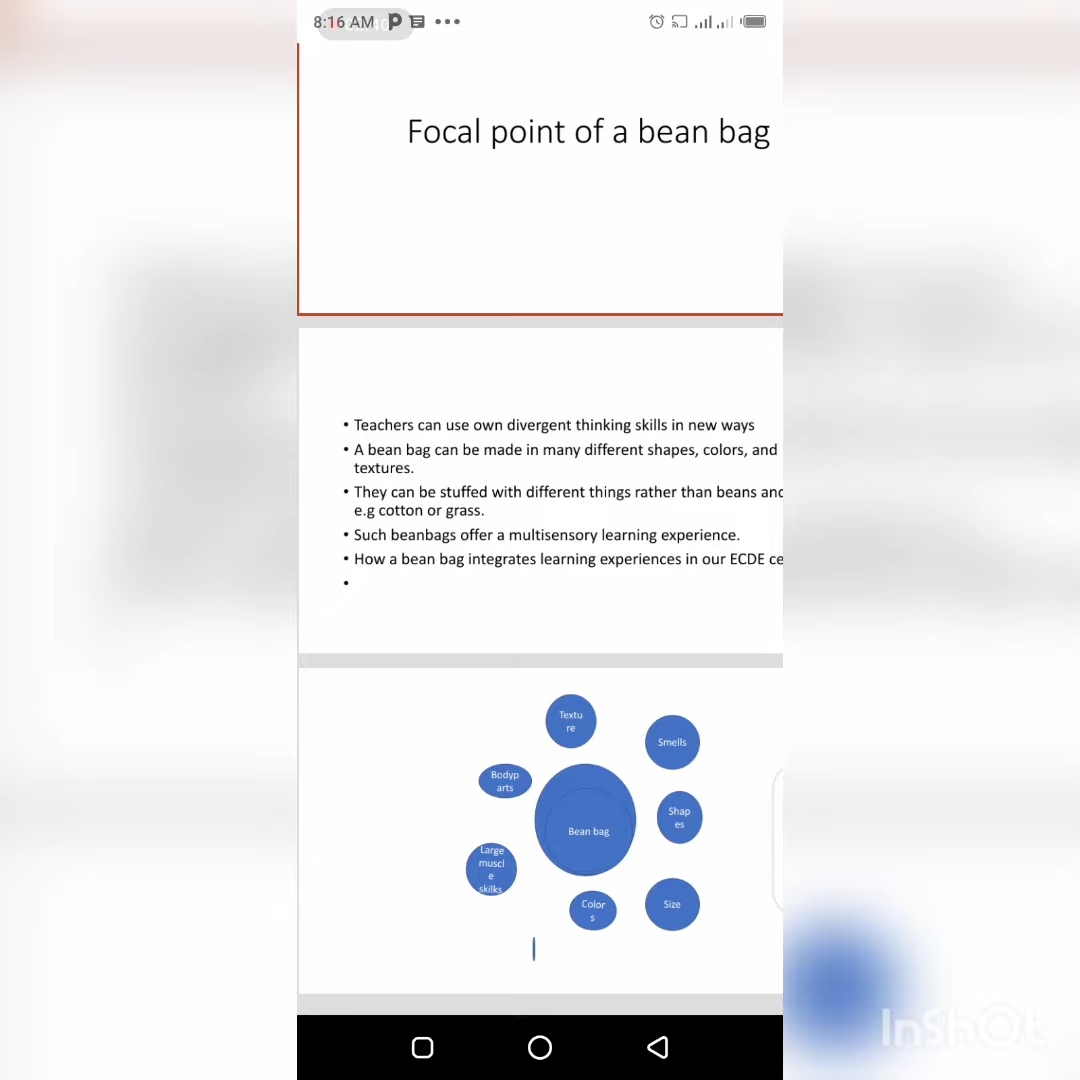 8:16 AM
Focal point of a bean bag
• Teachers can use own divergent thinking skills in new ways
• A bean bag can be made in many different shapes, colors, and
textures.
• They can be stuffed with different things rather than beans and
e.g cotton or grass.
• Such beanbags offer a multisensory learning experience.
• How a bean bag integrates learning experiences in our ECDE ce
•
Textu
re
Smells
Bodyp
arts
Shap
es
Bean bag
Large
muscl
e
skilks
Color
s
Size
InShOt